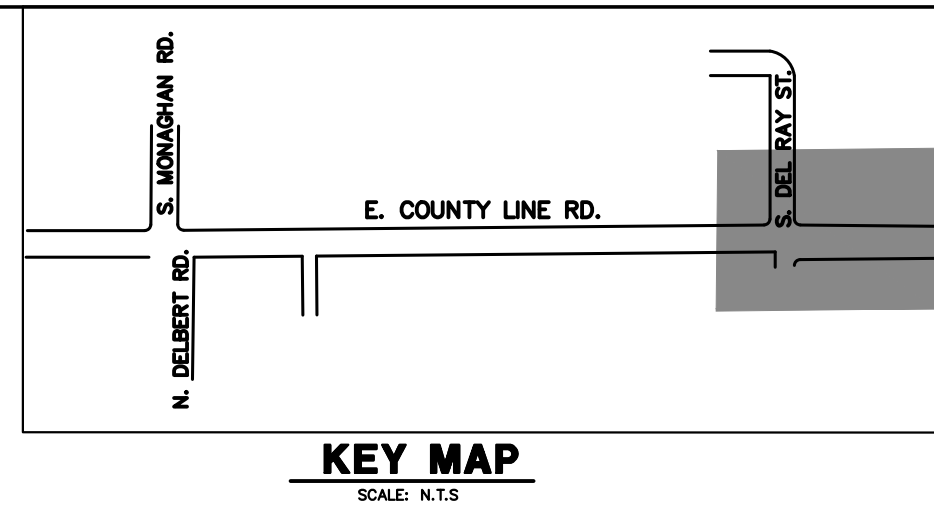 S. MONAGHAN RD.
S. DEL RAY ST.
E. COUNTY LINE RD.
N. DELBERT RD.
KEY MAP
SCALE: N.T.S